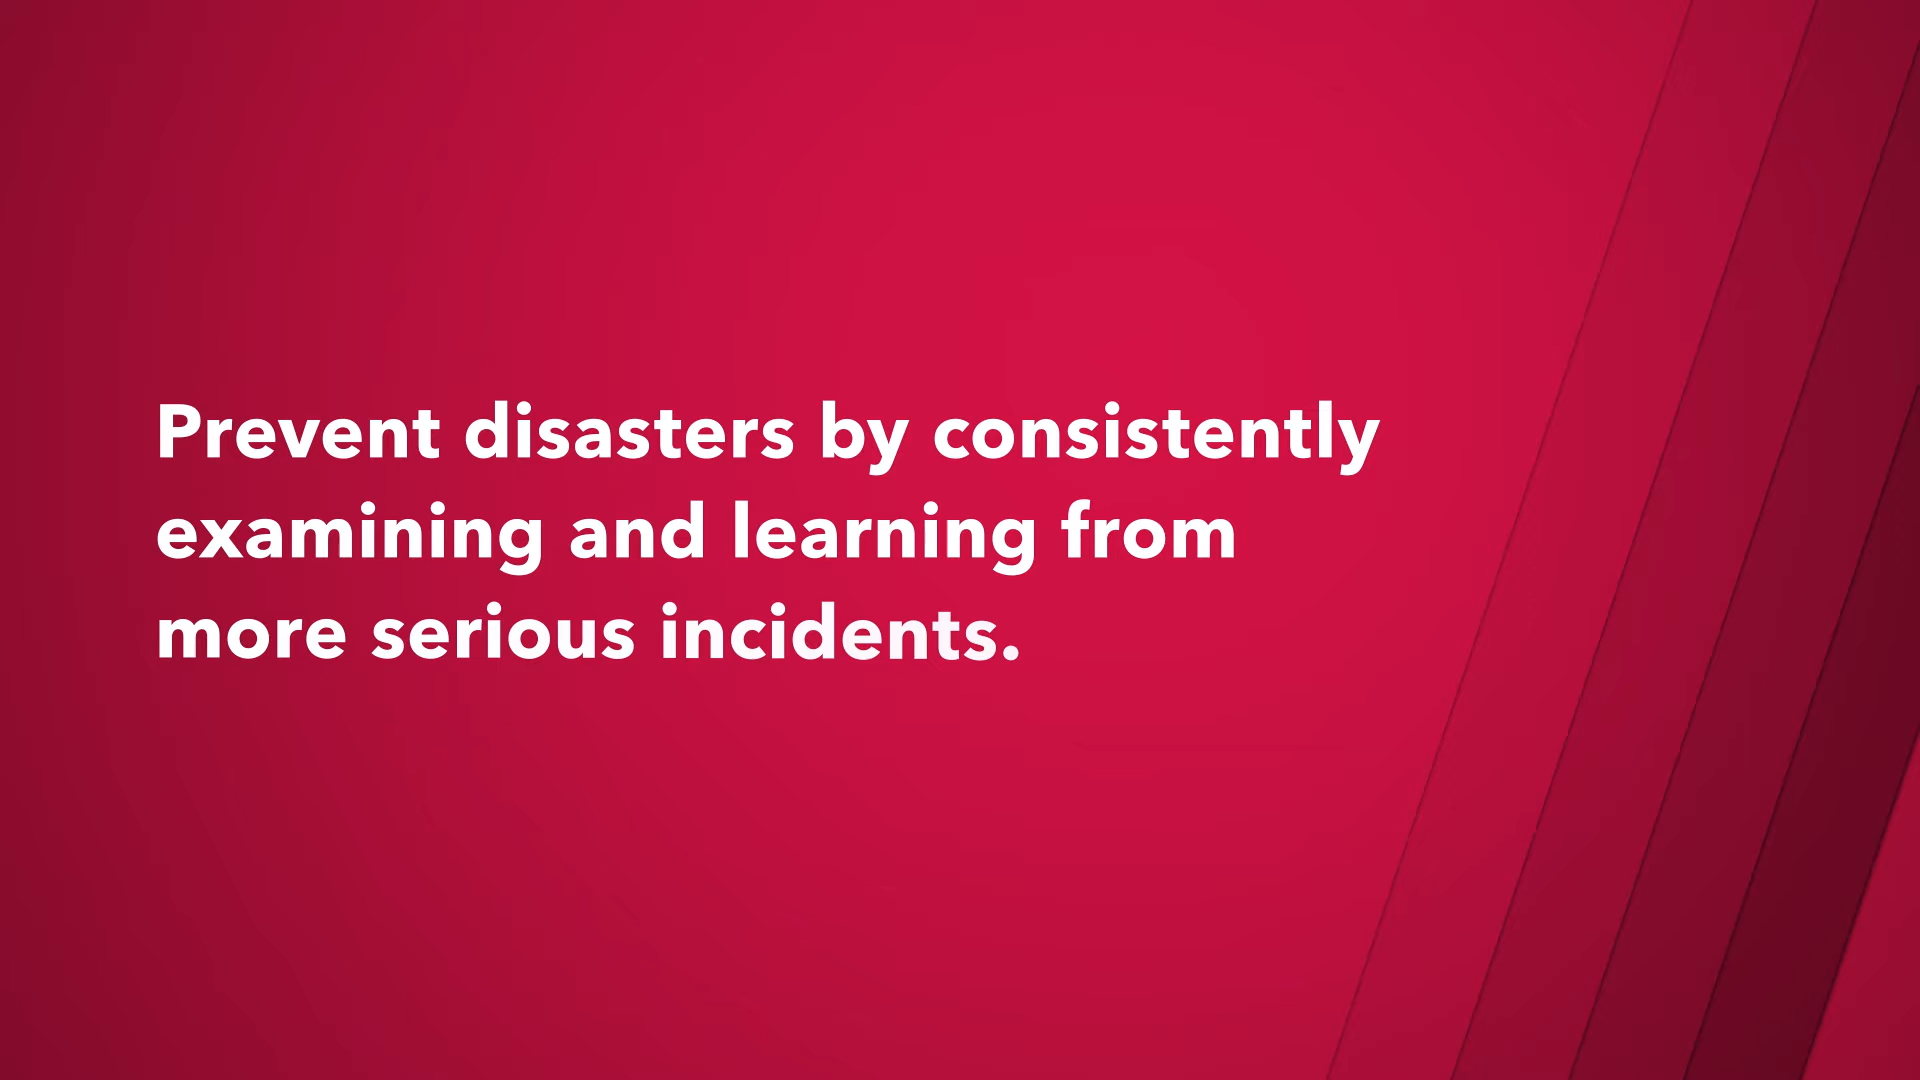 Prevent disasters by consistently
examining and learning from
more serious incidents.